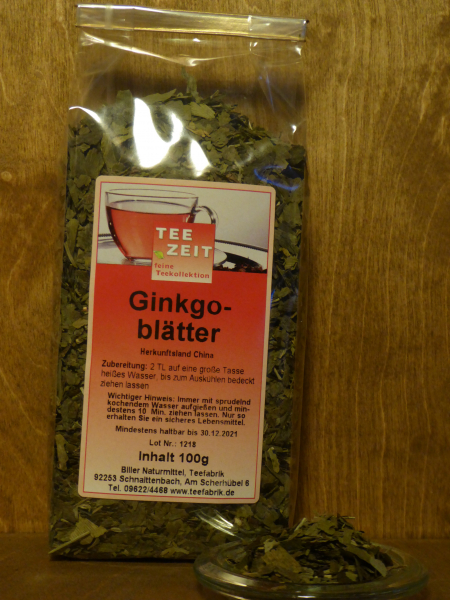 TEE
ZEIT
feine
Teekollektion
Ginkgo-
blätter
Herkunftsland China
Zubereitung: 2 TL auf eine große Tasse
heißes Wasser, bis zum Auskühlen bedeckt
ziehen lassen
Wichtiger Hinweis: Immer mit sprudelnd
kochendem Wasser aufgießen und min-
destens 10 Min. ziehen lassen. Nur so
erhalten Sie ein sicheres Lebensmittel.
Mindestens haltbar bis 30.12.2021
Lot Nr.: 1218
Inhalt 100g
Biller Naturmittel, Teefabrik
92253 Schnaittenbach, Am Scherhübel 6
Tel. 09622/4468 www.teefabrik.de